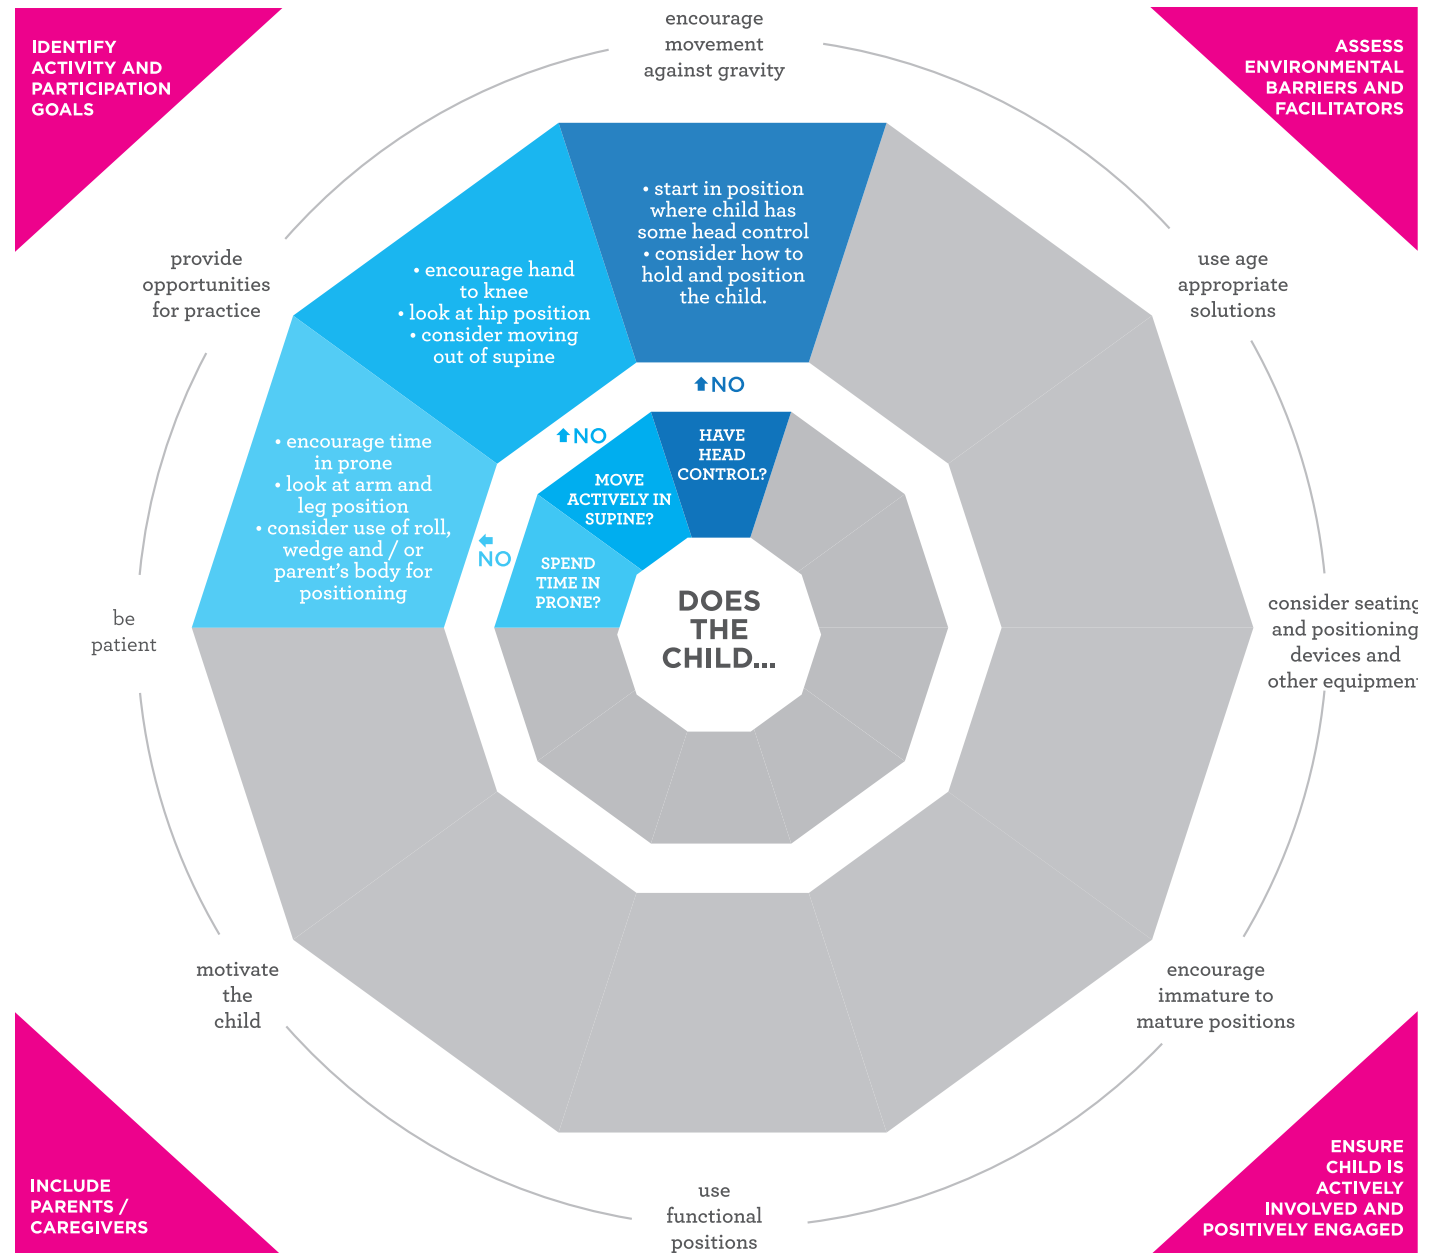 IDENTIFY
ACTIVITY AND
PARTICIPATION
GOALS
encourage
movement
against gravity
ASSESS
ENVIRONMENTAL
BARRIERS AND
FACILITATORS
provide
opportunities
for practice
use age
appropriate
solutions
• start in position
where child has
some head control
• consider how to
hold and position
the child.
• encourage hand
to knee
• look at hip position
• consider moving
out of supine
• encourage time
in prone
• look at arm and
leg position
• consider use of roll,
wedge and / or
parent's body for
positioning
NO
NO
NO
HAVE
HEAD
CONTROL?
MOVE
ACTIVELY IN
SUPINE?
SPEND
TIME IN
PRONE?
DOES
THE
CHILD...
be
patient
consider seating
and positioning
devices and
other equipmen
motivate
the
child
encourage
immature to
mature positions
use
functional
positions
INCLUDE
PARENTS /
CAREGIVERS
ENSURE
CHILD IS
ACTIVELY
INVOLVED AND
POSITIVELY ENGAGED